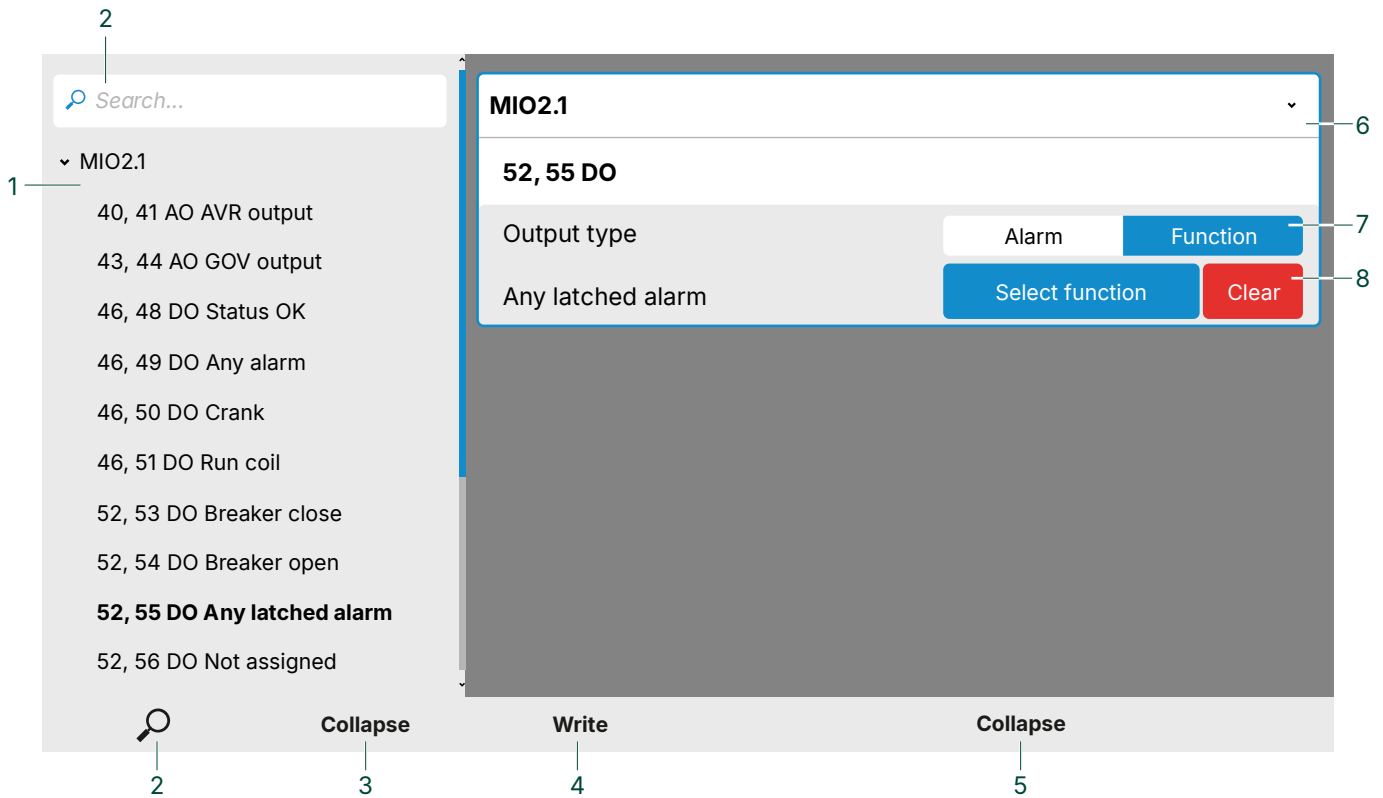 2
Search...
MIO2.1
1
40, 41 AO AVR output
43, 44 AO GOV output
46, 48 DO Status OK
46, 49 DO Any alarm
46, 50 DO Crank
46, 51 DO Run coil
52, 53 DO Breaker close
52, 54 DO Breaker open
52, 55 DO Any latched alarm
52, 56 DO Not assigned
MIO2.1
6
52, 55 DO
Output type
Alarm
Function
7
Any latched alarm
Select function
Clear
8
Collapse
Write
Collapse
2
3
4
5